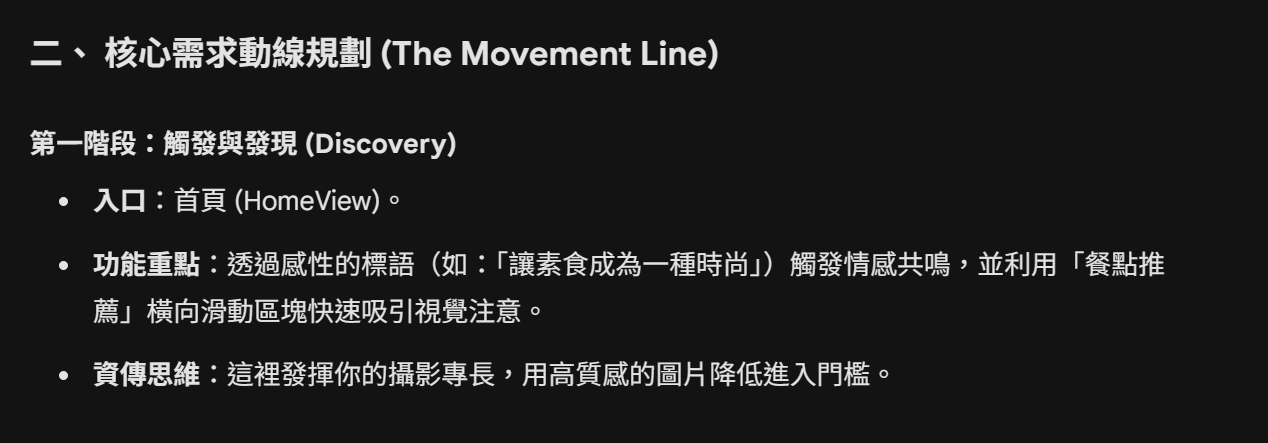 二、 核心需求動線規劃 (The Movement Line)
第一階段：觸發與發現 (Discovery)
• 入口：首頁 (HomeView)。
• 功能重點：透過感性的標語（如：「讓素食成為一種時尚」）觸發情感共鳴，並利用「餐點推
薦」橫向滑動區塊快速吸引視覺注意。
• 資傳思維：這裡發揮你的攝影專長，用高質感的圖片降低進入門檻。